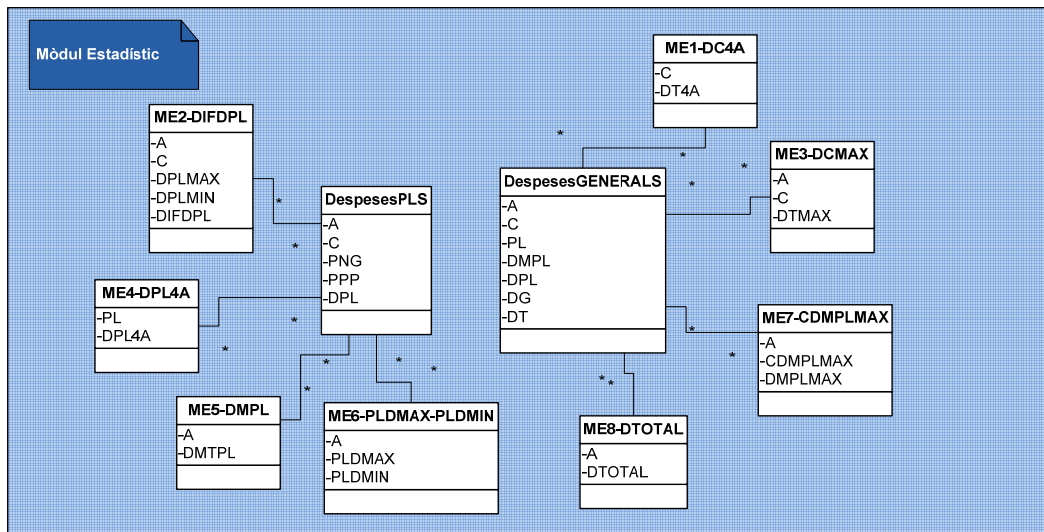 Mòdul Estadístic
ME1-DC4A
-C
-DT4A
ME2-DIFDPL
-A
-C
-DPLMAX
-DPLMIN
-DIFDPL
*
*
*
*
*
*
ME3-DCMAX
-A
-C
-DTMAX
DespesesPLS
-A
-C
-PNG
-PPP
-DPL
DespesesGENERALS
-A
-C
-PL
-DMPL
-DPL
-DG
-DT
ME4-DPL4A
-PL
-DPL4A
*
*
*
*
*
*
*
*
*
*
ME7-CDMPLMAX
-A
-CDMPLMAX
-DMPLMAX
ME5-DMPL
-A
-DMTPL
ME6-PLDMAX-PLDMIN
-A
-PLDMAX
-PLDMIN
ME8-DTOTAL
-A
-DTOTAL